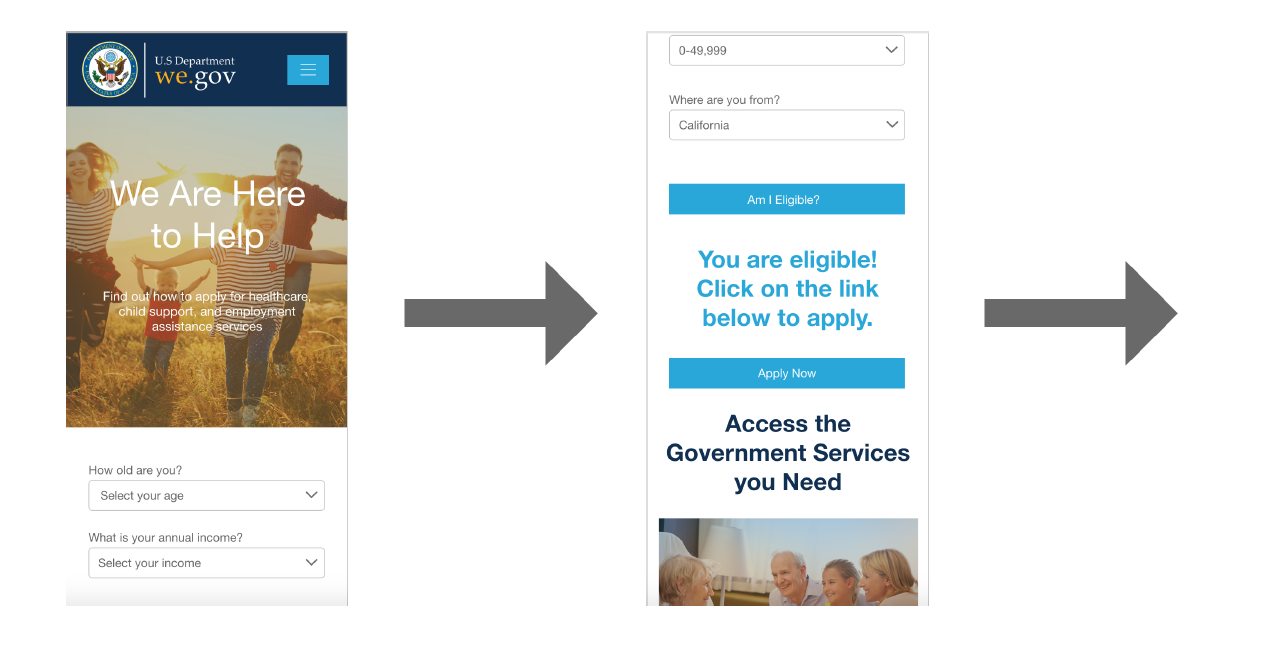 U.S Department
we.gov
We Are Here
to Help
Find out how to apply for healthcare,
child support, and employment
assistance services
How old are you?
Select your age
What is your annual income?
Select your income
0-49,999
Where are you from?
California
Am I Eligible?
You are eligible!
Click on the link
below to apply.
Apply Now
Access the
Government Services
you Need